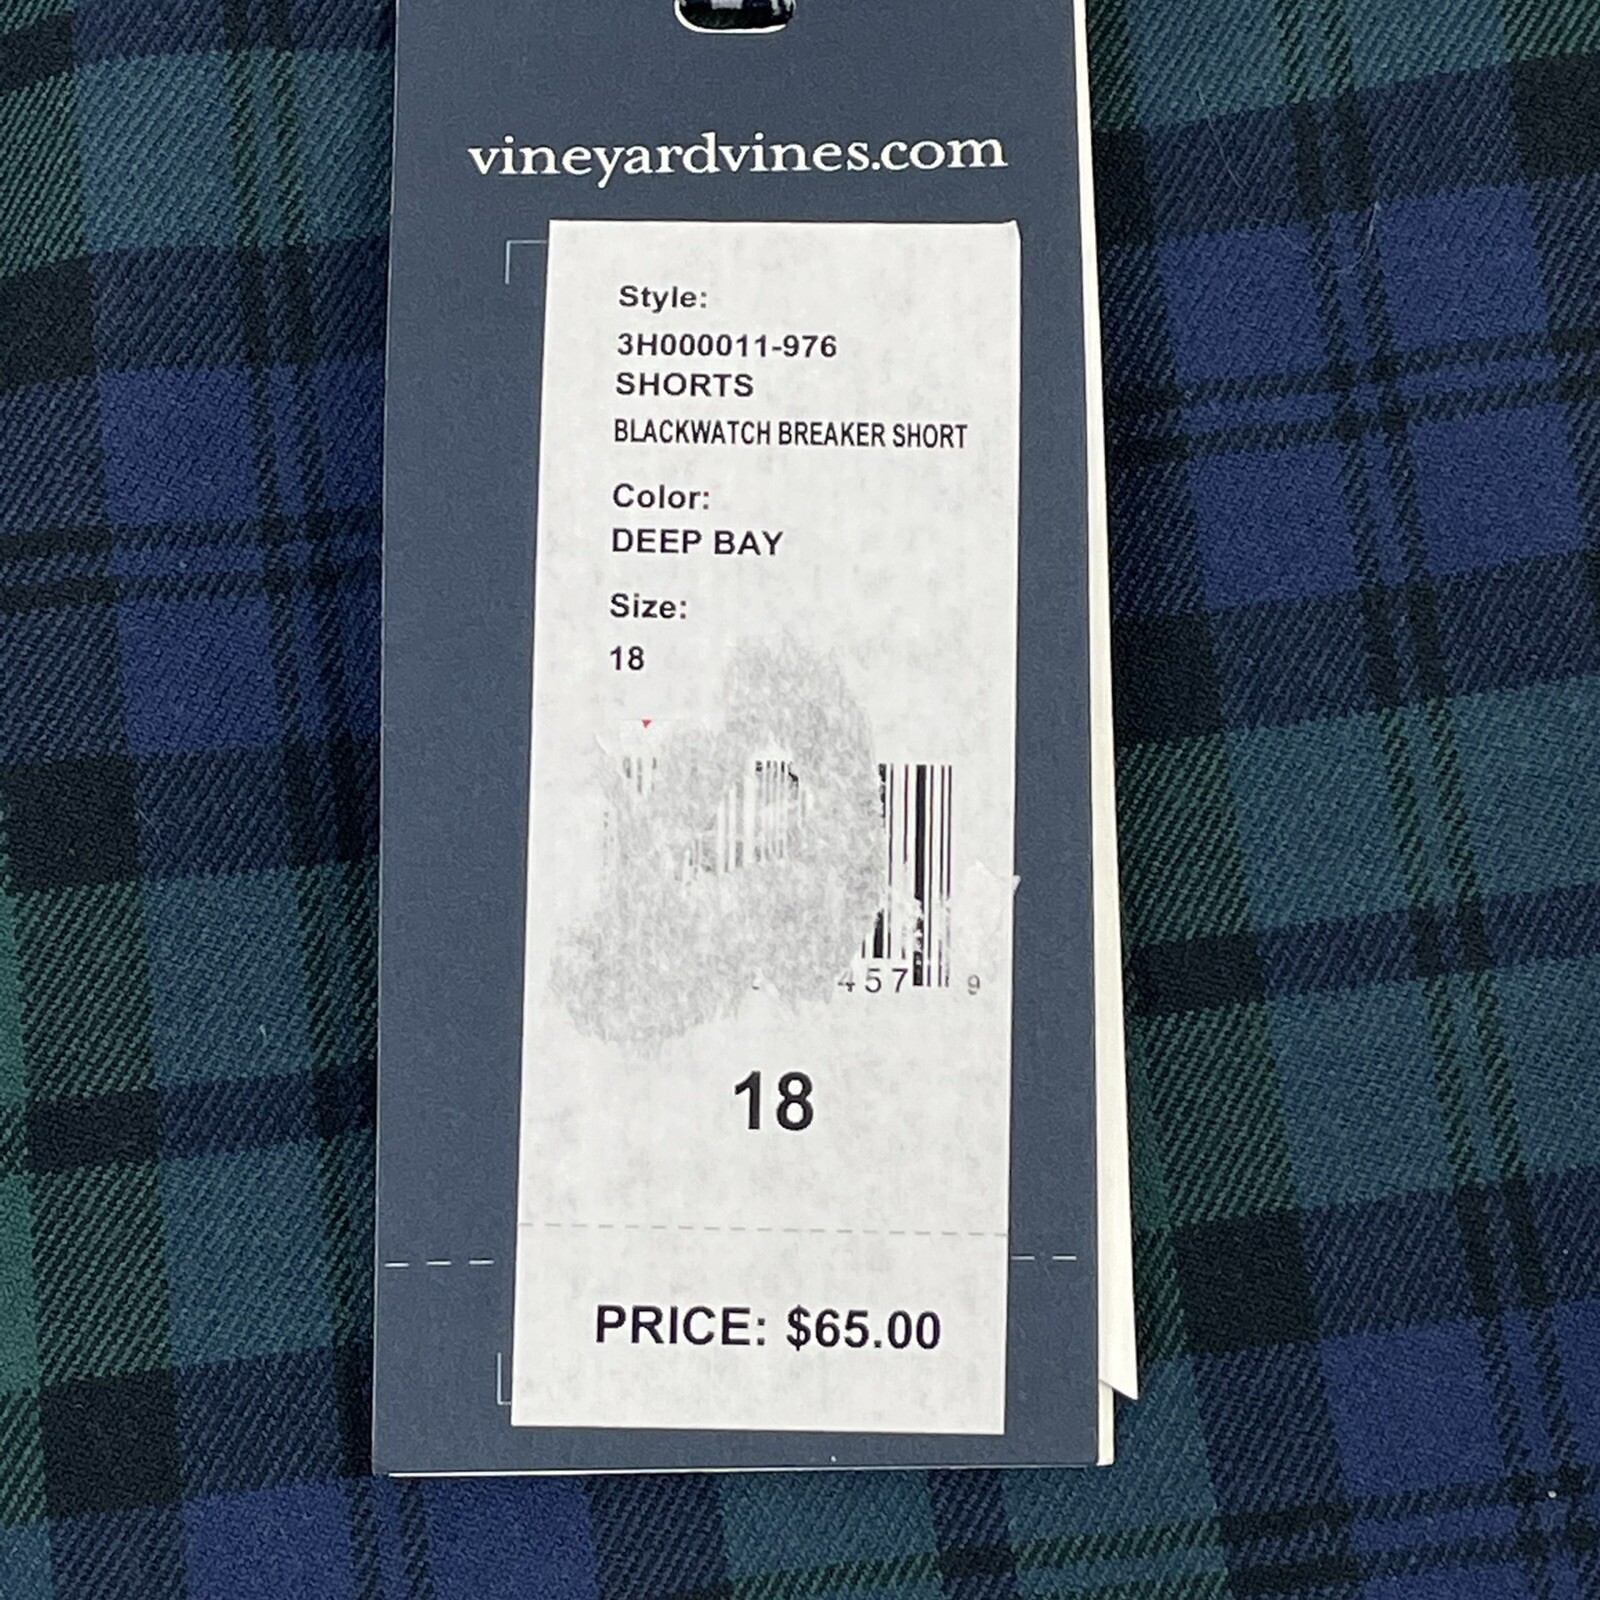 vineyardvines.com
Style:
3H000011-976
SHORTS
BLACKWATCH BREAKER SHORT
Color:
DEEP BAY
Size:
18
457 9
18
PRICE: $65.00